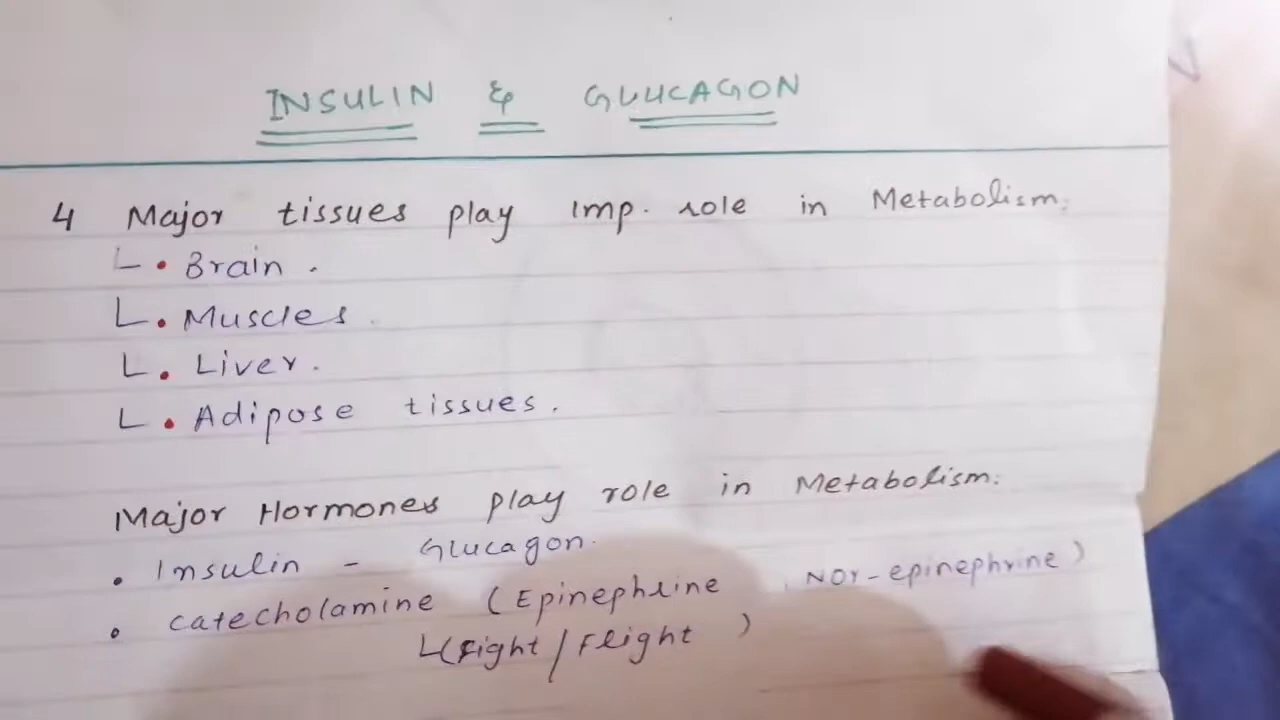 INSULIN & GLUCAGON
4 Major tissues play Imp. role in Metabolism.
• Brain.
• Muscles.
• Liver.
• Adipose tissues.
Major Hormones play role in Metabolism.
• Insulin - Glucagon.
• Catecholamine (Epinephrine, Nor-epinephrine)
(Fight/Flight)